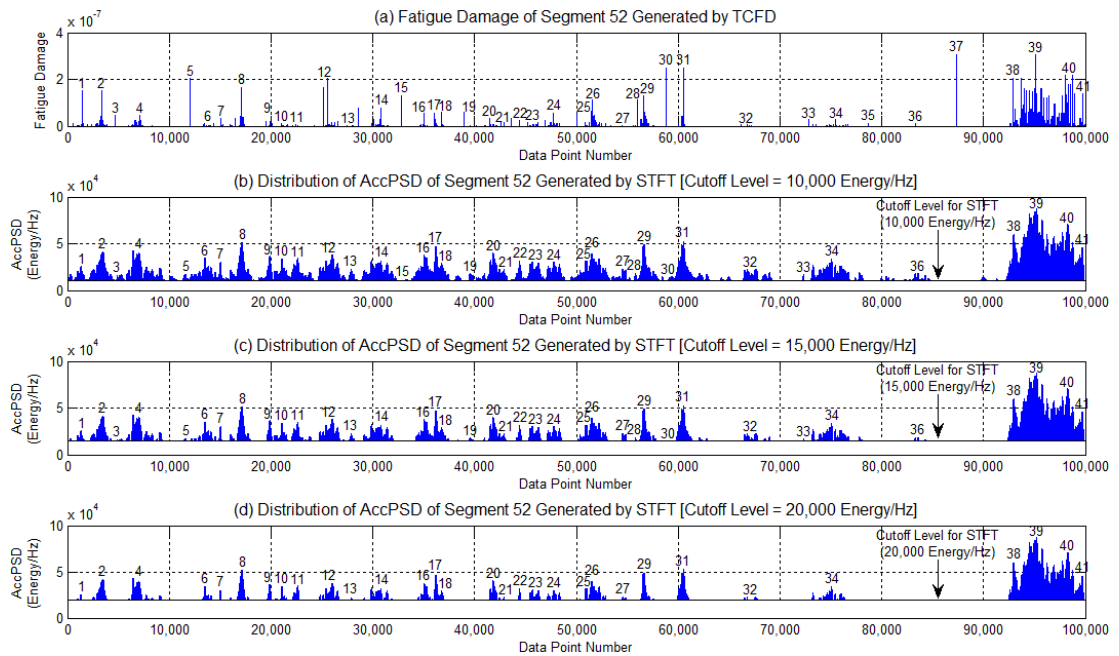 (a) Fatigue Damage of Segment 52 Generated by TCFD
x 10^-7
Fatigue Damage
4
2
0
1 2 3 4 5 6 7 8 9 10 11 12 13 14 15 16 17 18 19 20 21 22 23 24 25 26 27 28 29 30 31 32 33 34 35 36 37 38 39 40 41
0 10,000 20,000 30,000 40,000 50,000 60,000 70,000 80,000 90,000 100,000
Data Point Number
(b) Distribution of AccPSD of Segment 52 Generated by STFT [Cutoff Level = 10,000 Energy/Hz]
x 10^4
AccPSD
(Energy/Hz)
10
5
0
Cutoff Level for STFT
(10,000 Energy/Hz)
1 2 3 4 5 6 7 8 9 10 11 12 13 14 15 16 17 18 19 20 21 22 23 24 25 26 27 28 29 30 31 32 33 34 36 38 39 40 41
0 10,000 20,000 30,000 40,000 50,000 60,000 70,000 80,000 90,000 100,000
Data Point Number
(c) Distribution of AccPSD of Segment 52 Generated by STFT [Cutoff Level = 15,000 Energy/Hz]
x 10^4
AccPSD
(Energy/Hz)
10
5
0
Cutoff Level for STFT
(15,000 Energy/Hz)
1 2 3 4 5 6 7 8 9 10 11 12 13 14 16 17 18 19 20 21 22 23 24 25 26 27 28 29 30 31 32 33 34 36 38 39 40 41
0 10,000 20,000 30,000 40,000 50,000 60,000 70,000 80,000 90,000 100,000
Data Point Number
(d) Distribution of AccPSD of Segment 52 Generated by STFT [Cutoff Level = 20,000 Energy/Hz]
x 10^4
AccPSD
(Energy/Hz)
10
5
0
Cutoff Level for STFT
(20,000 Energy/Hz)
1 2 4 6 7 8 9 10 11 12 13 14 16 17 18 20 21 22 23 24 25 26 27 29 31 32 34 38 39 40 41
0 10,000 20,000 30,000 40,000 50,000 60,000 70,000 80,000 90,000 100,000
Data Point Number